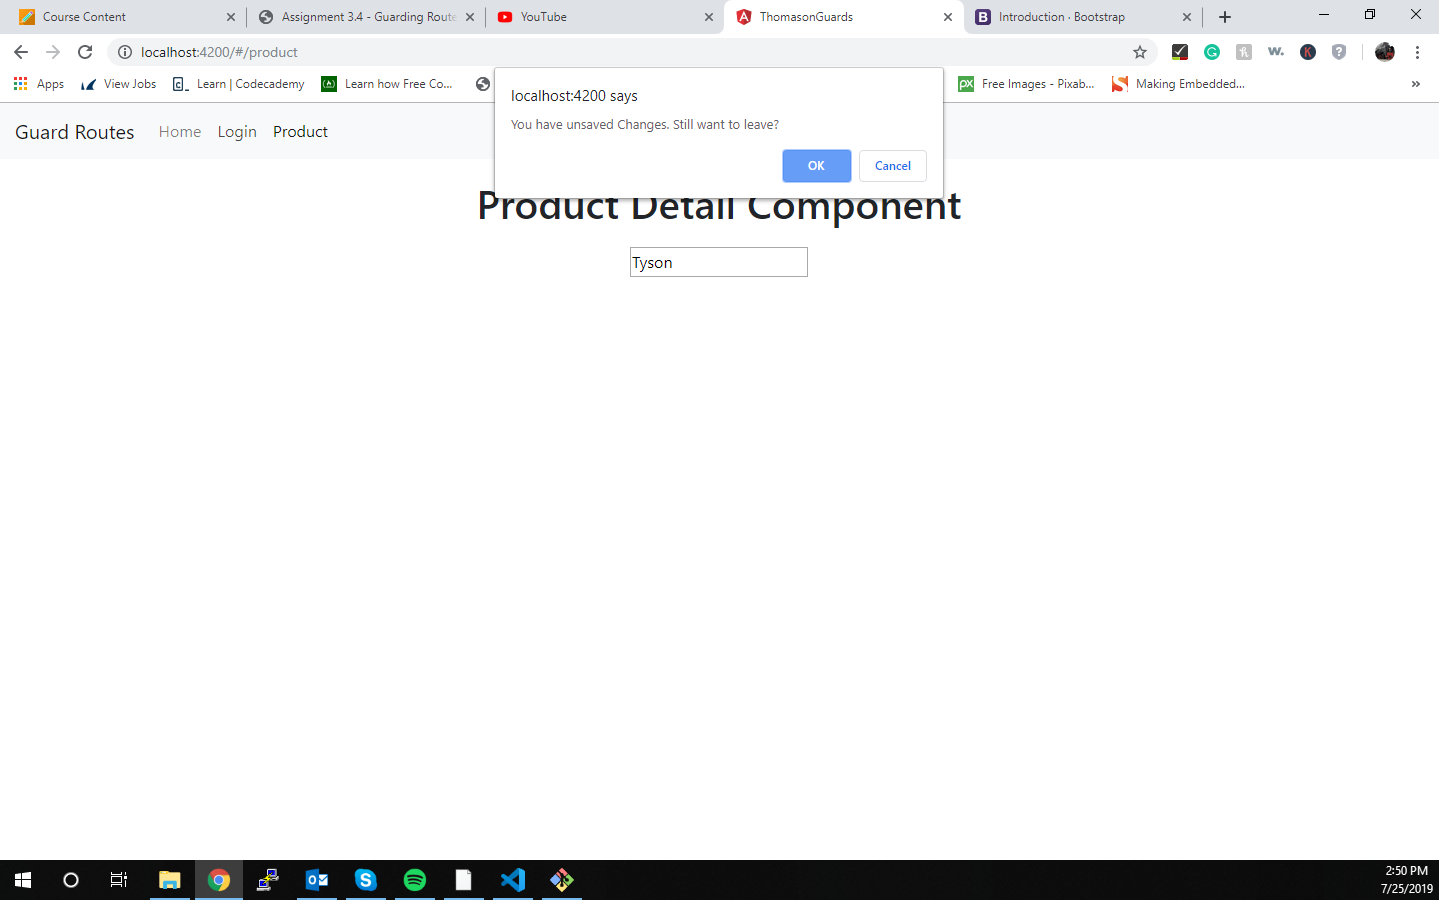 Course Content
Assignment 3.4 - Guarding Route
YouTube
ThomasonGuards
Introduction · Bootstrap
localhost:4200/#/product
Apps
View Jobs
Learn | Codecademy
Learn how Free Co...
Free Images - Pixab...
Making Embedded...
»
localhost:4200 says
You have unsaved Changes. Still want to leave?
OK
Cancel
Guard Routes
Home
Login
Product
Product Detail Component
Tyson
2:50 PM
7/25/2019